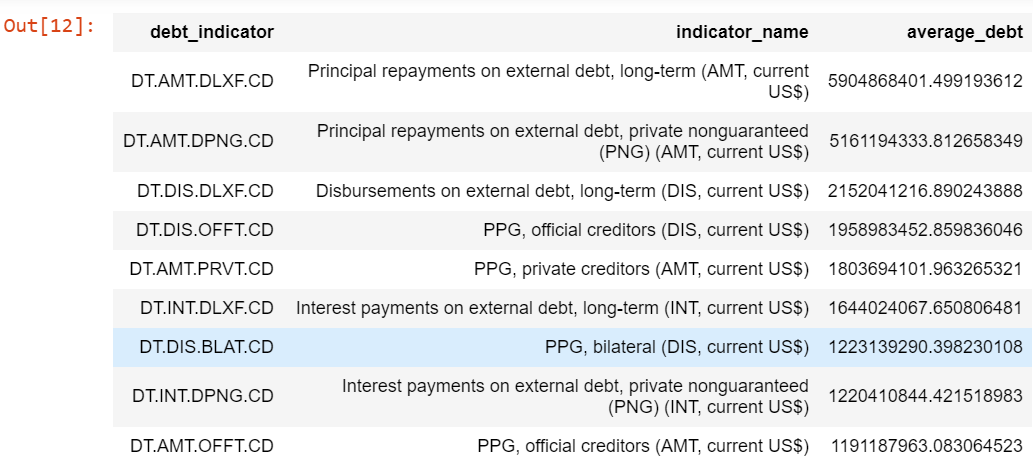 Out[12]:
debt_indicator indicator_name average_debt
DT.AMT.DLXF.CD Principal repayments on external debt, long-term (AMT, current US$) 5904868401.499193612
DT.AMT.DPNG.CD Principal repayments on external debt, private nonguaranteed (PNG) (AMT, current US$) 5161194333.812658349
DT.DIS.DLXF.CD Disbursements on external debt, long-term (DIS, current US$) 2152041216.890243888
DT.DIS.OFFT.CD PPG, official creditors (DIS, current US$) 1958983452.859836046
DT.AMT.PRVT.CD PPG, private creditors (AMT, current US$) 1803694101.963265321
DT.INT.DLXF.CD Interest payments on external debt, long-term (INT, current US$) 1644024067.650806481
DT.DIS.BLAT.CD PPG, bilateral (DIS, current US$) 1223139290.398230108
DT.INT.DPNG.CD Interest payments on external debt, private nonguaranteed (PNG) (INT, current US$) 1220410844.421518983
DT.AMT.OFFT.CD PPG, official creditors (AMT, current US$) 1191187963.083064523